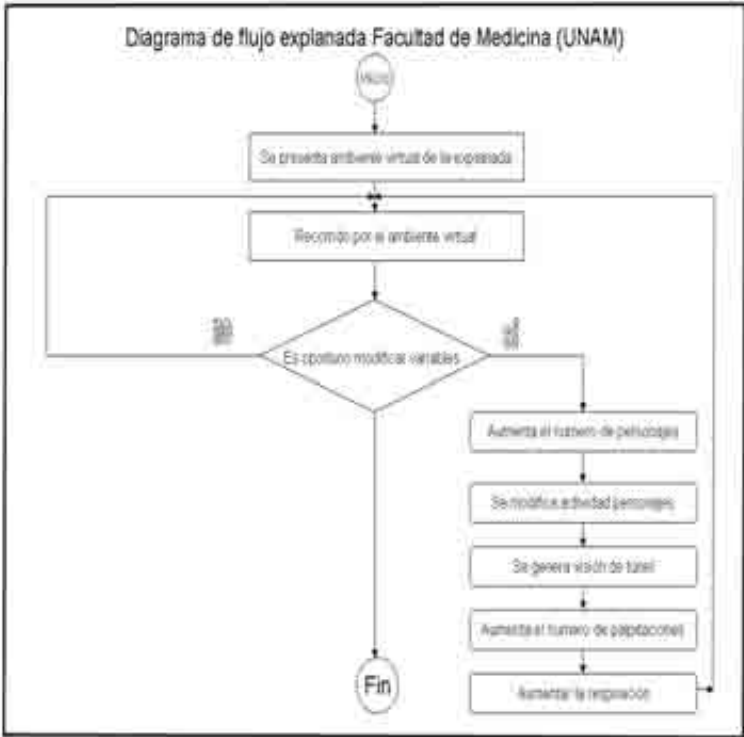 Diagrama de flujo explanada Facultad de Medicina (UNAM)
Inicio
Se presenta ambiente virtual de la explanada
Recorrido por el ambiente virtual
Es oportuno modificar variables
Aumenta el numero de personajes
Se modifica actividad personajes
Se genera visión de túnel
Aumenta el numero de palpitaciones
Aumentar la respiración
Fin